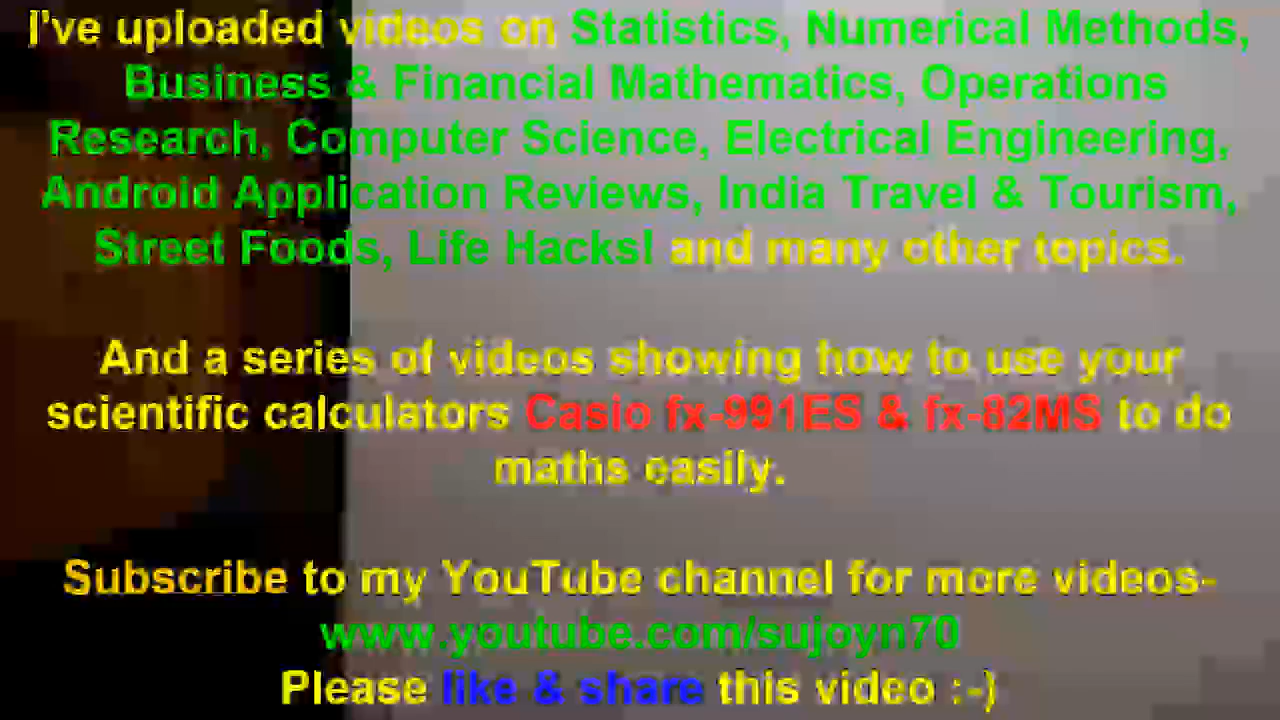 I've uploaded videos on Statistics, Numerical Methods,
Business & Financial Mathematics, Operations
Research, Computer Science, Electrical Engineering,
Android Application Reviews, India Travel & Tourism,
Street Foods, Life Hacks! and many other topics.
And a series of videos showing how to use your
scientific calculators Casio fx-991ES & fx-82MS to do
maths easily.
Subscribe to my YouTube channel for more videos-
www.youtube.com/sujoyn70
Please like & share this video :-)